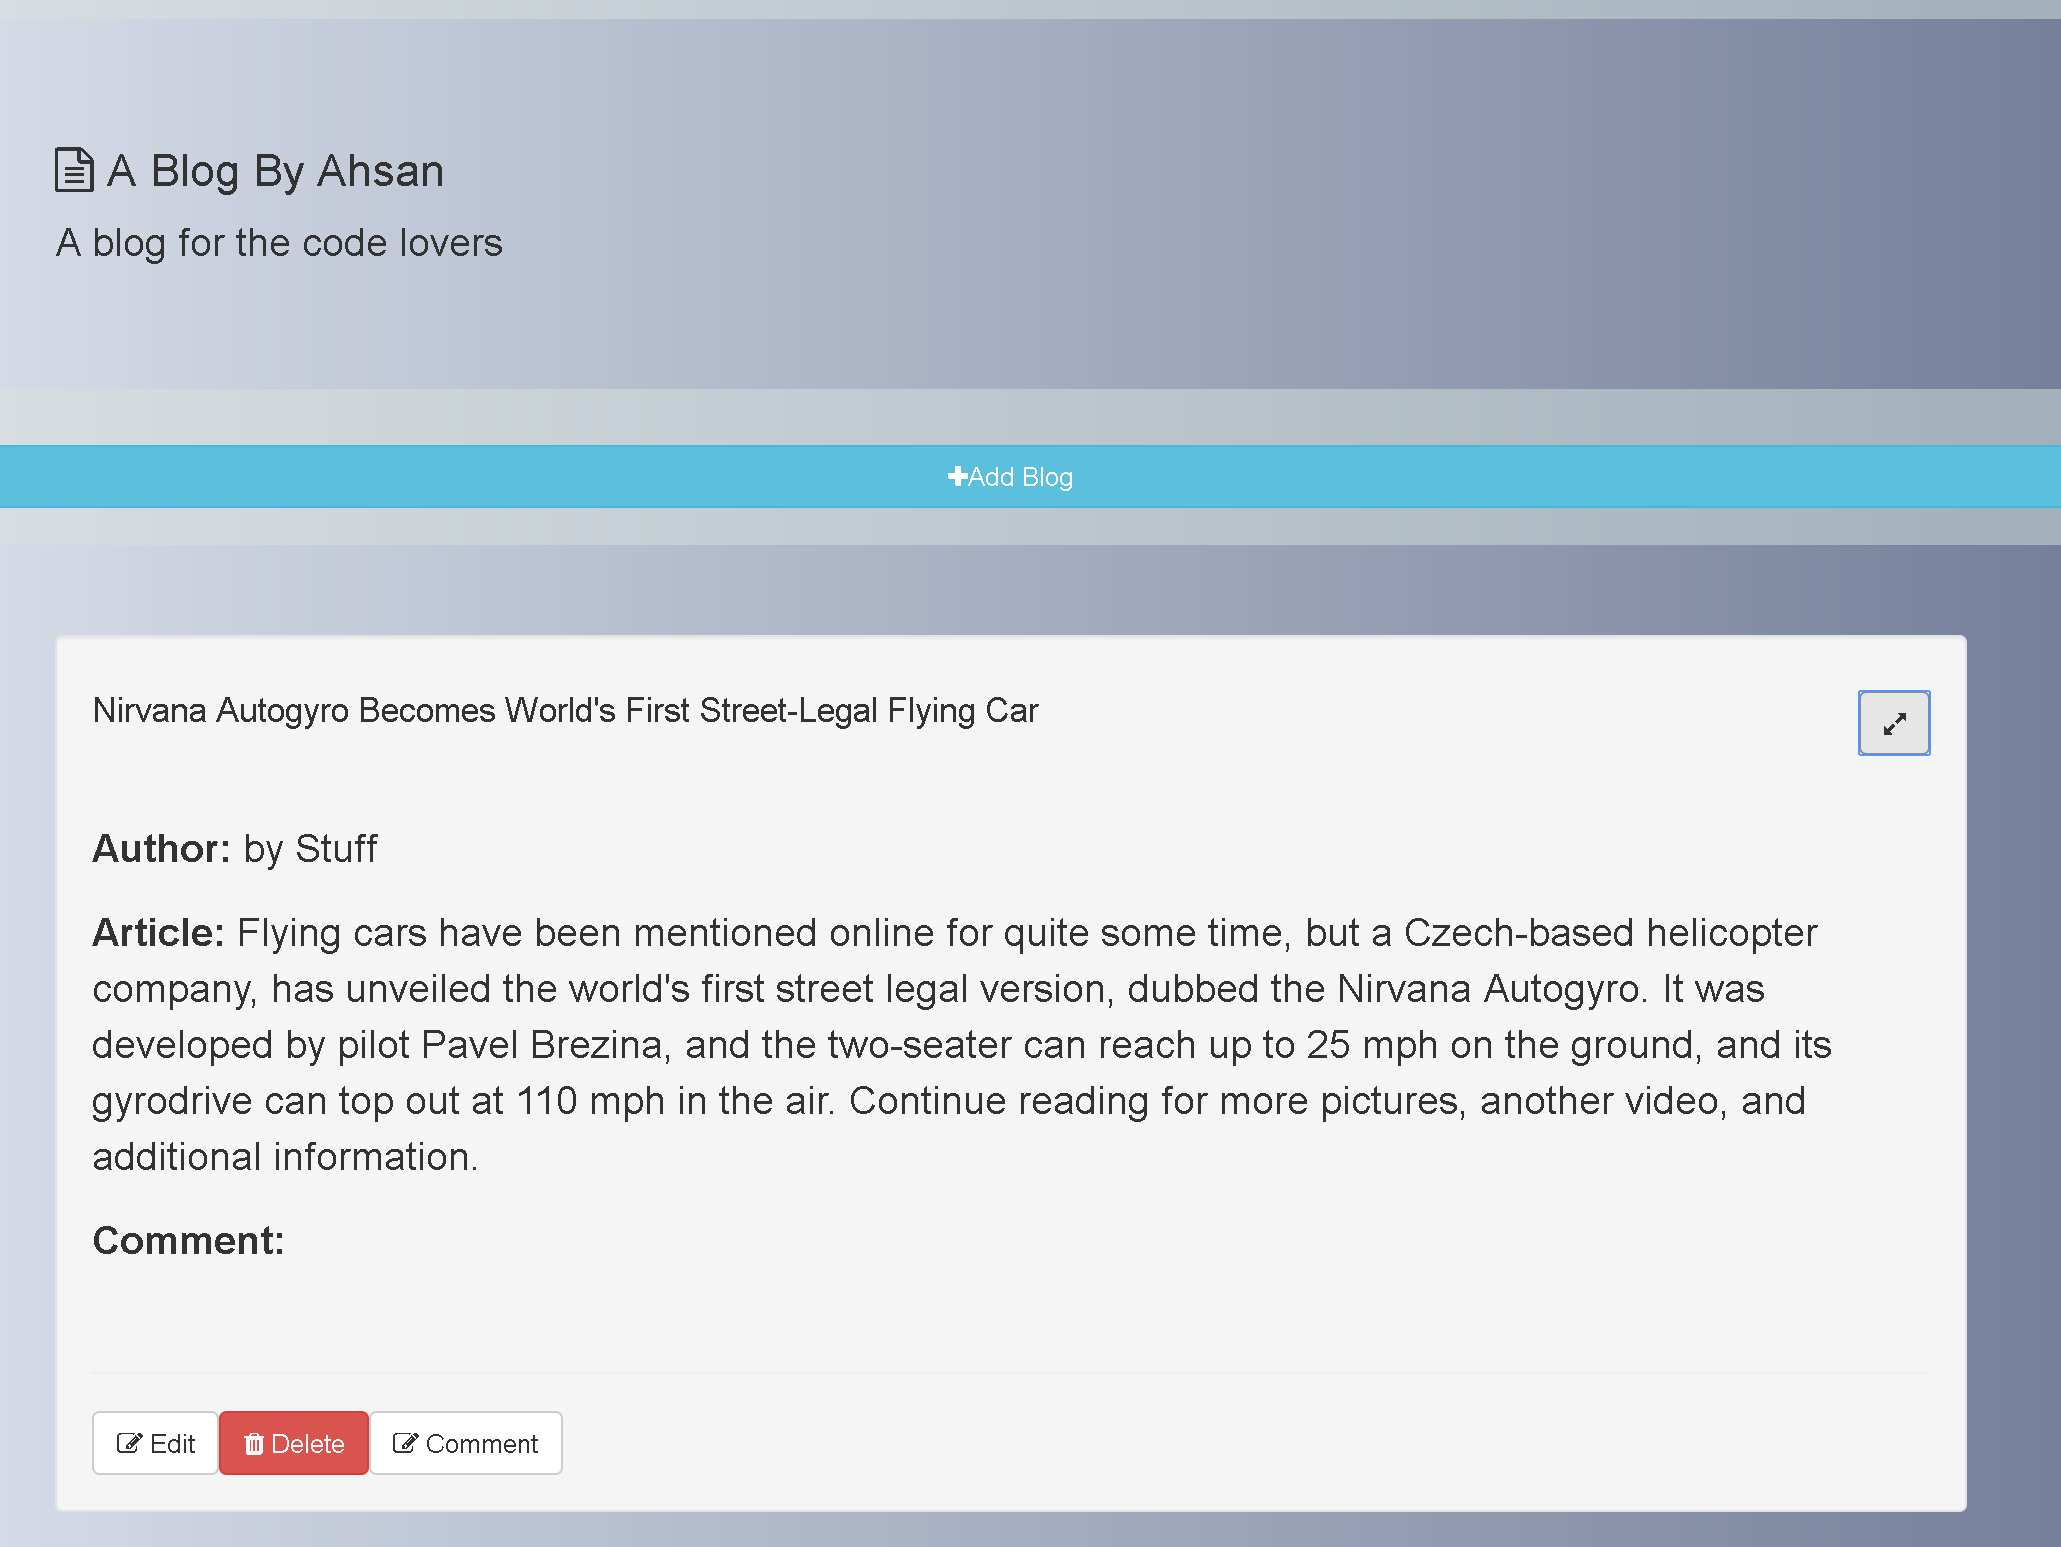 A Blog By Ahsan
A blog for the code lovers
Add Blog
Nirvana Autogyro Becomes World's First Street-Legal Flying Car
Author: by Stuff
Article: Flying cars have been mentioned online for quite some time, but a Czech-based helicopter
company, has unveiled the world's first street legal version, dubbed the Nirvana Autogyro. It was
developed by pilot Pavel Brezina, and the two-seater can reach up to 25 mph on the ground, and its
gyrodrive can top out at 110 mph in the air. Continue reading for more pictures, another video, and
additional information.
Comment:
Edit Delete Comment